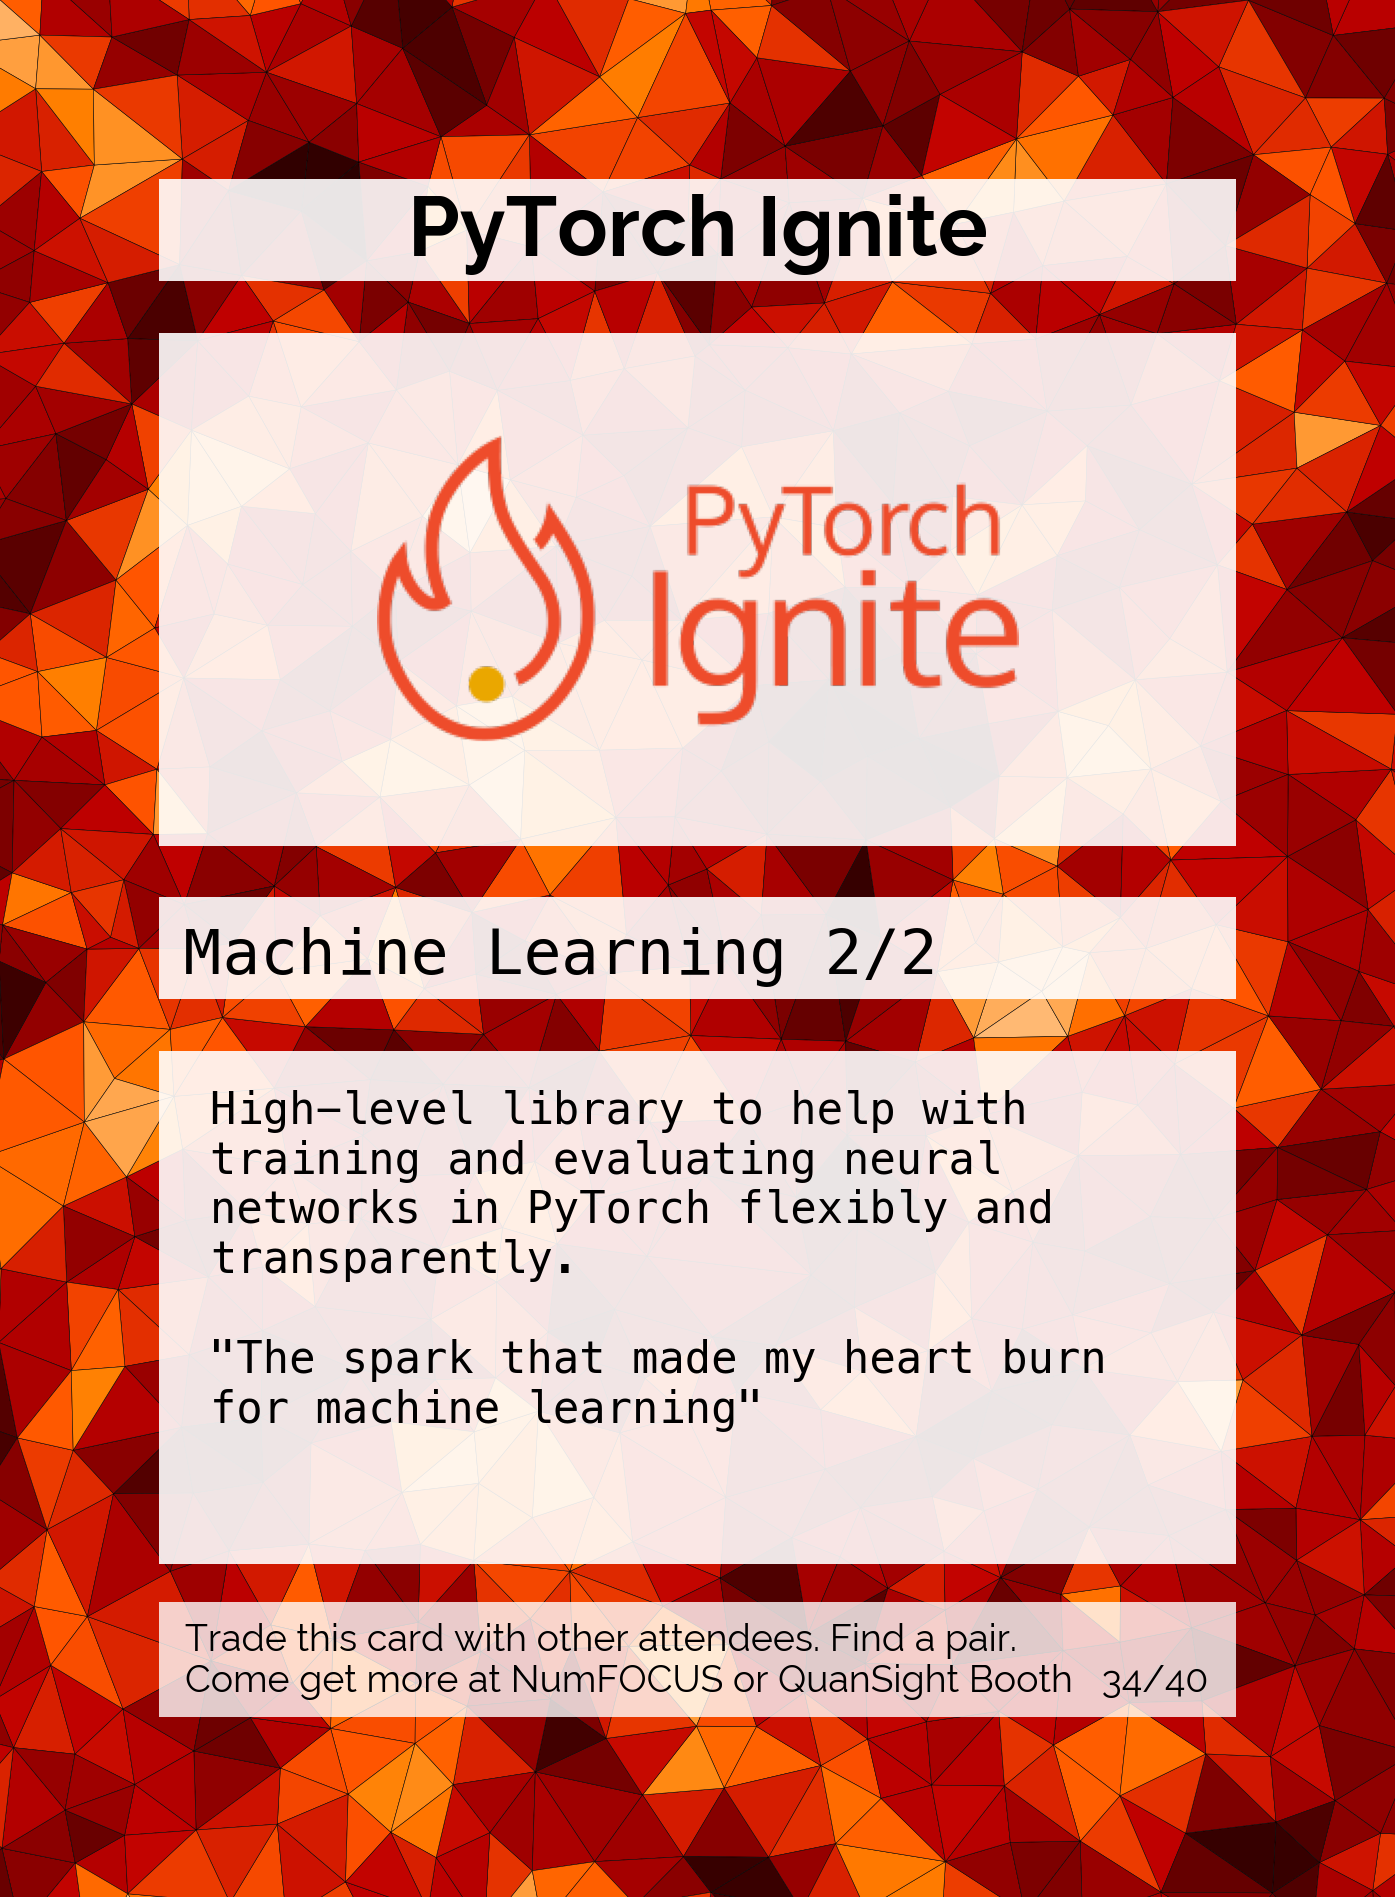 PyTorch Ignite
PyTorch
Ignite
Machine Learning 2/2
High-level library to help with
training and evaluating neural
networks in PyTorch flexibly and
transparently.
"The spark that made my heart burn
for machine learning"
Trade this card with other attendees. Find a pair.
Come get more at NumFOCUS or QuanSight Booth 34/40